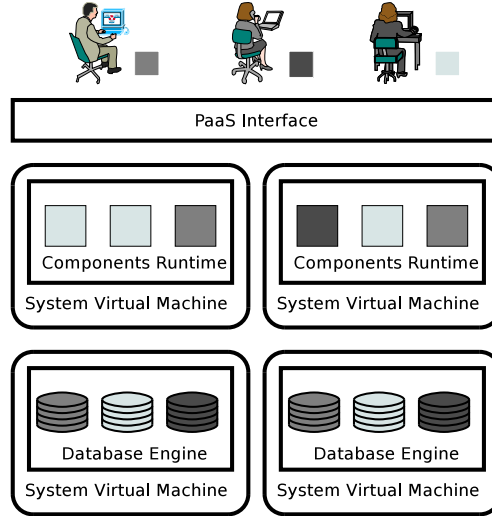 PaaS Interface
Components Runtime
Components Runtime
System Virtual Machine
System Virtual Machine
Database Engine
Database Engine
System Virtual Machine
System Virtual Machine